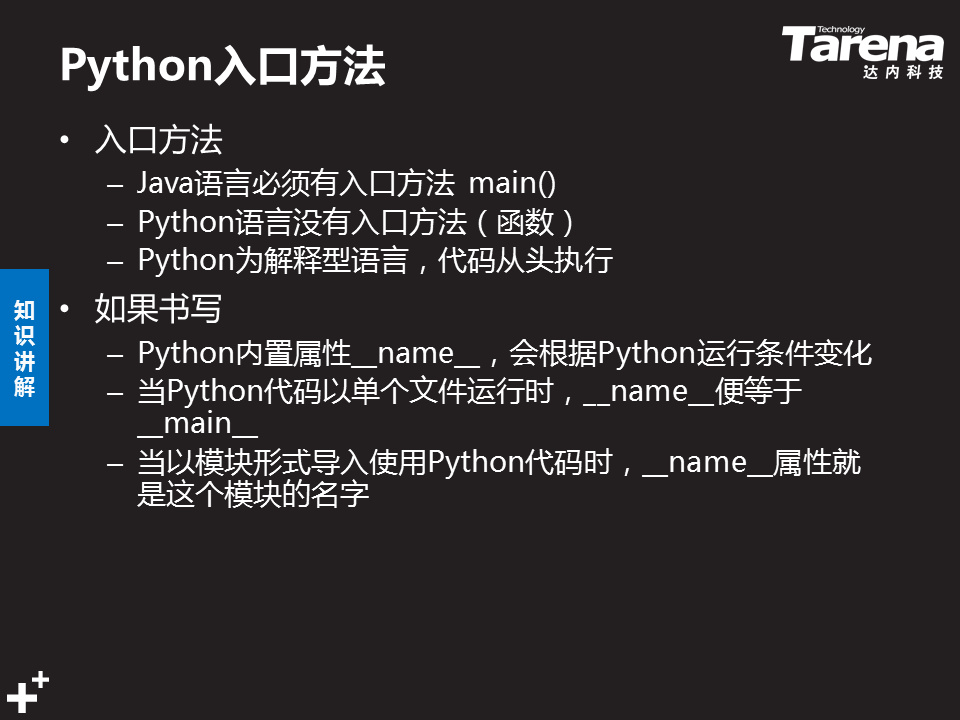 Python入口方法
Technology
Tarena
达内科技
• 入口方法
– Java语言必须有入口方法 main()
– Python语言没有入口方法（函数）
– Python为解释型语言，代码从头执行
知
识
讲
解
• 如果书写
– Python内置属性__name__，会根据Python运行条件变化
– 当Python代码以单个文件运行时，__name__便等于
__main__
– 当以模块形式导入使用Python代码时，__name__属性就
是这个模块的名字